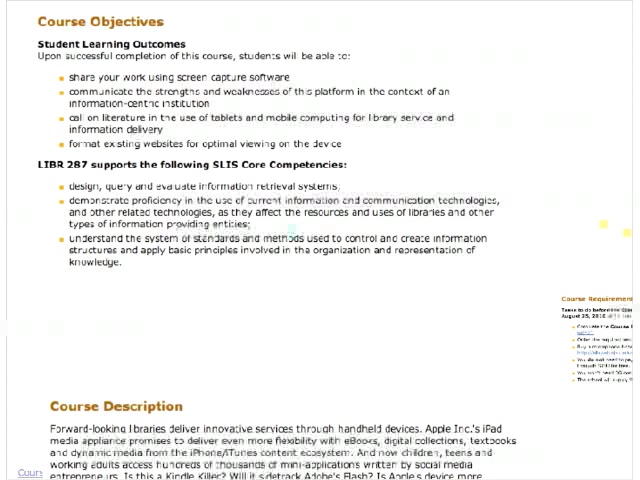 Course Objectives
Student Learning Outcomes
Upon successful completion of this course, students will be able to:
share your work using screen capture software
communicate the strengths and weaknesses of this platform in the context of an
information-centric institution
call on literature in the use of tablets and mobile computing for library service and
information delivery
format existing websites for optimal viewing on the device
LIBR 287 supports the following SLIS Core Competencies:
design, query and evaluate information retrieval systems;
demonstrate proficiency in the use of current information and communication technologies,
and other related technologies, as they affect the resources and uses of libraries and other
types of information providing entities;
understand the system of standards and methods used to control and create information
structures and apply basic principles involved in the organization and representation of
knowledge.
Course Requirement
August 25, 2010
Course Description
Forward-looking libraries deliver innovative services through handheld devices. Apple Inc.'s iPad
media appliance promises to deliver even more flexibility with eBooks, digital collections, textbooks
and dynamic media from the iPhone/iTunes content ecosystem. And now children, teens and
working adults access hundreds of thousands of mini-applications written by social media
entrepreneurs. Is this a Kindle Killer? Will it sidetrack Adobe's Flash? Is Apple's device more
Cours